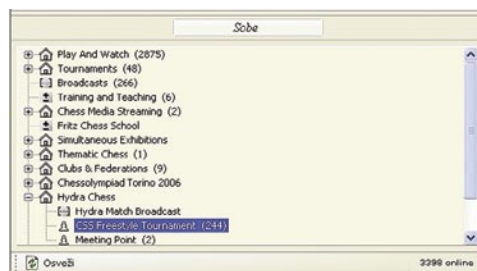 Sobe
Play And Watch (2875)
Tournaments (48)
Broadcasts (266)
Training and Teaching (6)
Chess Media Streaming (2)
Fritz Chess School
Simultaneous Exhibitions
Thematic Chess (1)
Clubs & Federations (9)
Chessolympiad Torino 2006
Hydra Chess
Hydra Match Broadcast
CSS Freestyle Tournament (244)
Meeting Point (2)
Osveži 3398 online